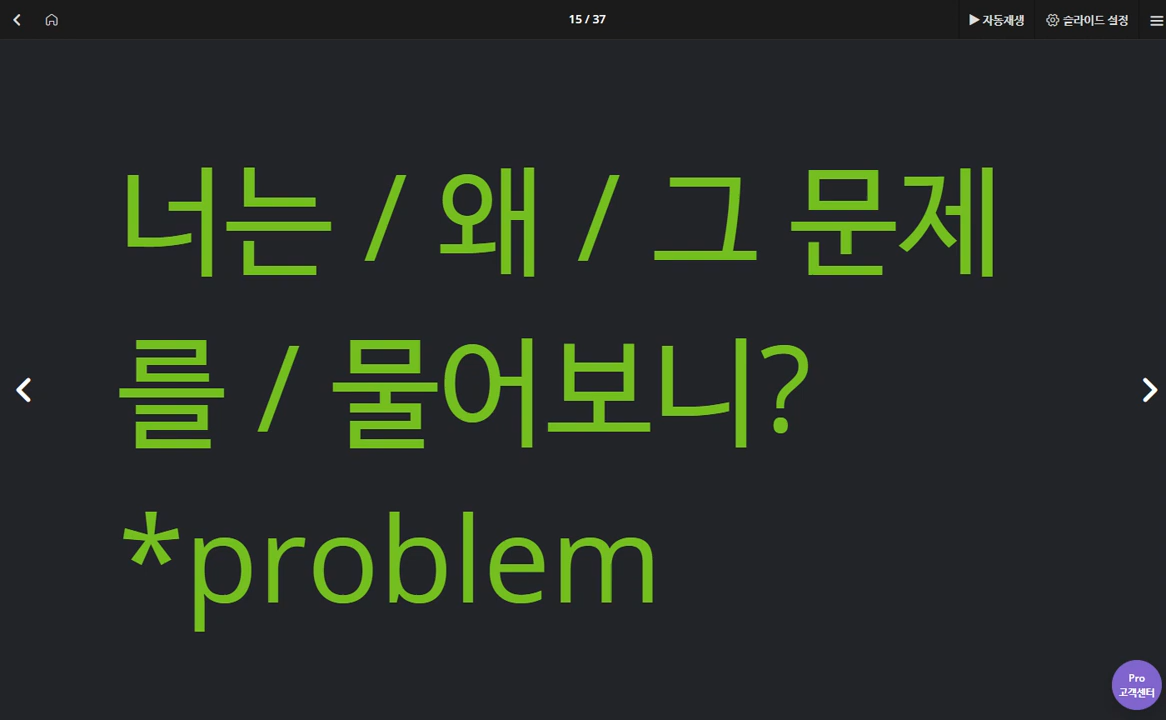 15 / 37
▶ 자동재생
슬라이드 설정
너는 / 왜 / 그 문제
를 / 물어보니?
*problem
Pro
고객센터